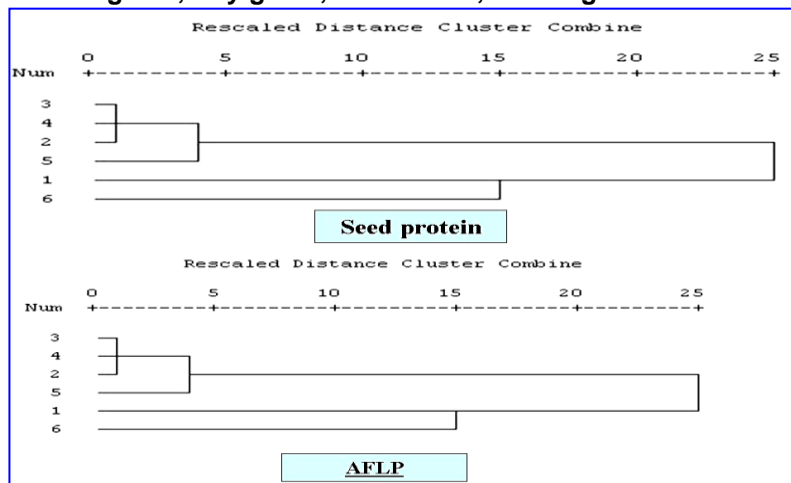 Rescaled Distance Cluster Combine
0 5 10 15 20 25
Num +---------+---------+---------+---------+---------+
3
4
2
5
1
6
Seed protein
Rescaled Distance Cluster Combine
0 5 10 15 20 25
Num +---------+---------+---------+---------+---------+
3
4
2
5
1
6
AFLP